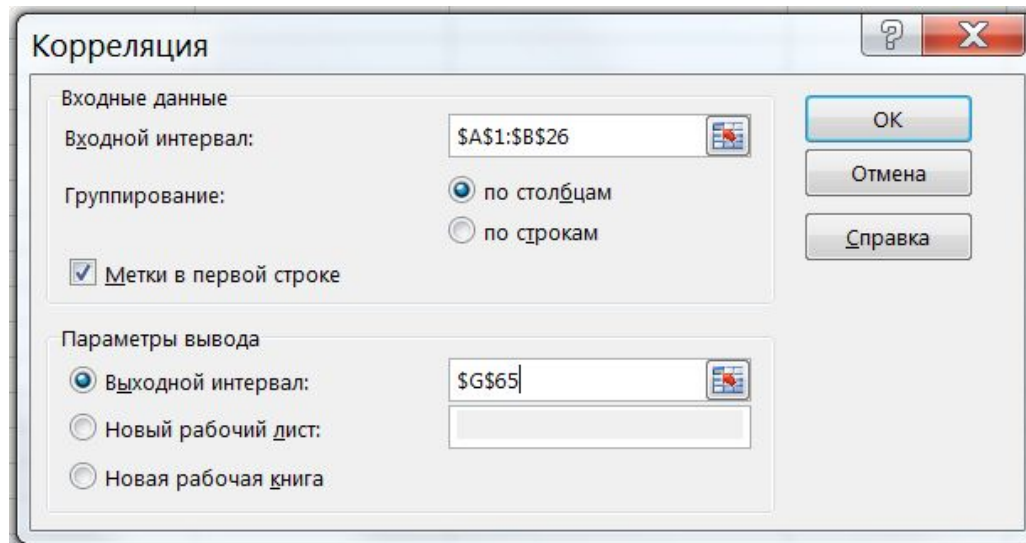 Корреляция
Входные данные
Входной интервал: $A$1:$B$26
Группирование: по столбцам
по строкам
Метки в первой строке
Параметры вывода
Выходной интервал: $G$65
Новый рабочий лист:
Новая рабочая книга
ОК
Отмена
Справка